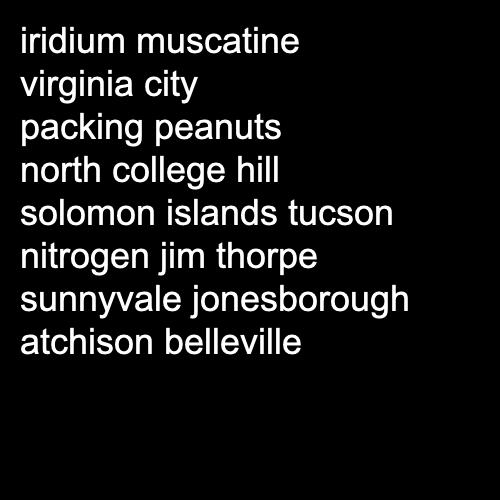 iridium muscatine
virginia city
packing peanuts
north college hill
solomon islands tucson
nitrogen jim thorpe
sunnyvale jonesborough
atchison belleville